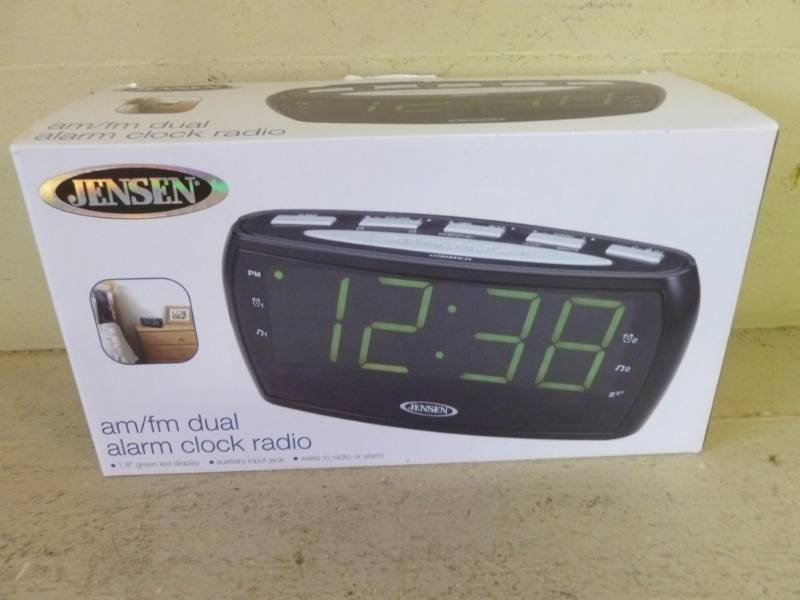 am/fm dual
alarm clock radio
JENSEN
PM
12:38
JENSEN
am/fm dual
alarm clock radio
• 1.8" green led display • auxiliary input jack • wake to radio or alarm